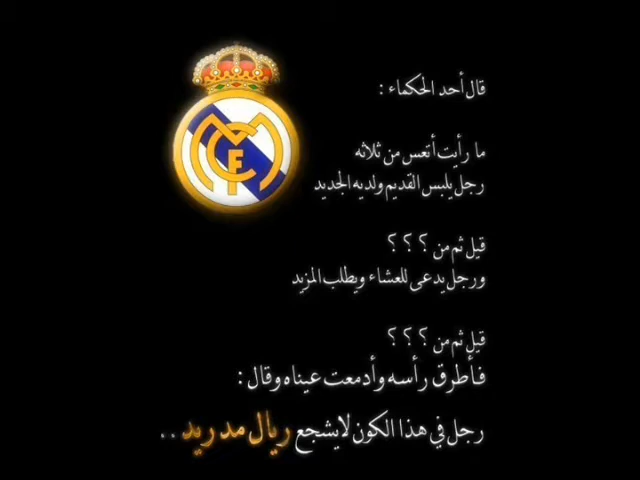 قال أحد الحكماء :
ما رأيت أتعس من ثلاثه
رجل يلبس القديم ولديه الجديد
قيل ثم من ؟ ؟ ؟
ورجل يدعى للعشاء ويطلب المزيد
قيل ثم من ؟ ؟ ؟
فأطرق رأسه وأدمعت عيناه وقال :
رجل في هذا الكون لايشجع ريال مدريد ..